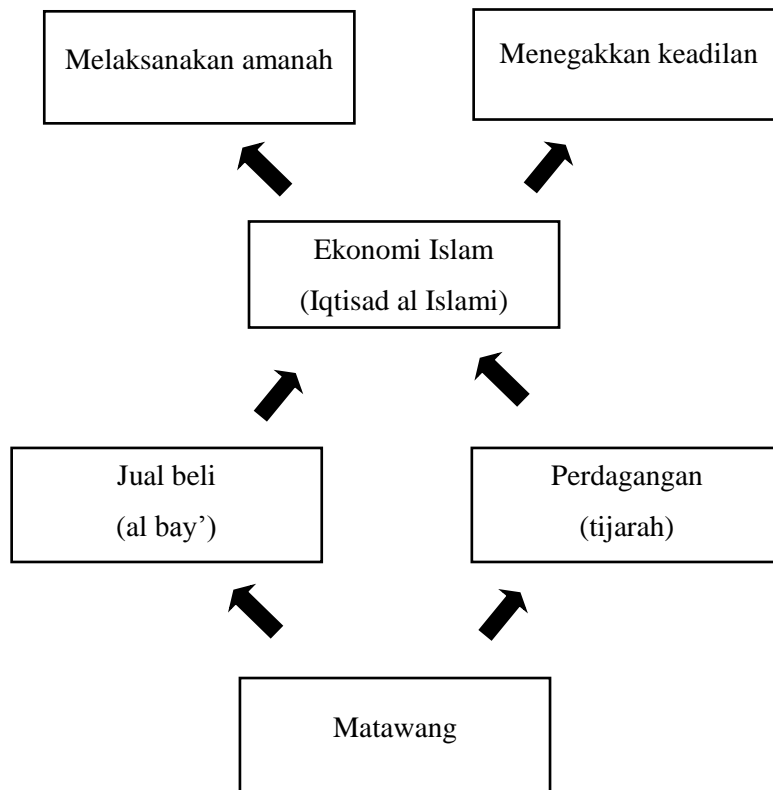 Melaksanakan amanah
Menegakkan keadilan
Ekonomi Islam
(Iqtisad al Islami)
Jual beli
(al bay’)
Perdagangan
(tijarah)
Matawang